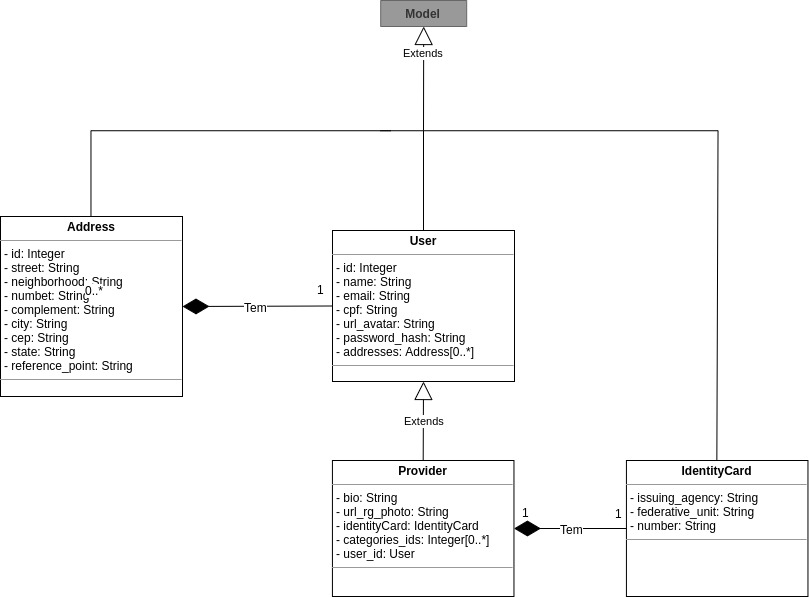 Model
Extends
Address
- id: Integer
- street: String
- neighborhood: String
- numbet: String
0..*
- complement: String
- city: String
- cep: String
- state: String
- reference_point: String
Tem
1
User
- id: Integer
- name: String
- email: String
- cpf: String
- url_avatar: String
- password_hash: String
- addresses: Address[0..*]
Extends
Provider
- bio: String
- url_rg_photo: String
- identityCard: IdentityCard
- categories_ids: Integer[0..*]
- user_id: User
1
Tem
1
IdentityCard
- issuing_agency: String
- federative_unit: String
- number: String